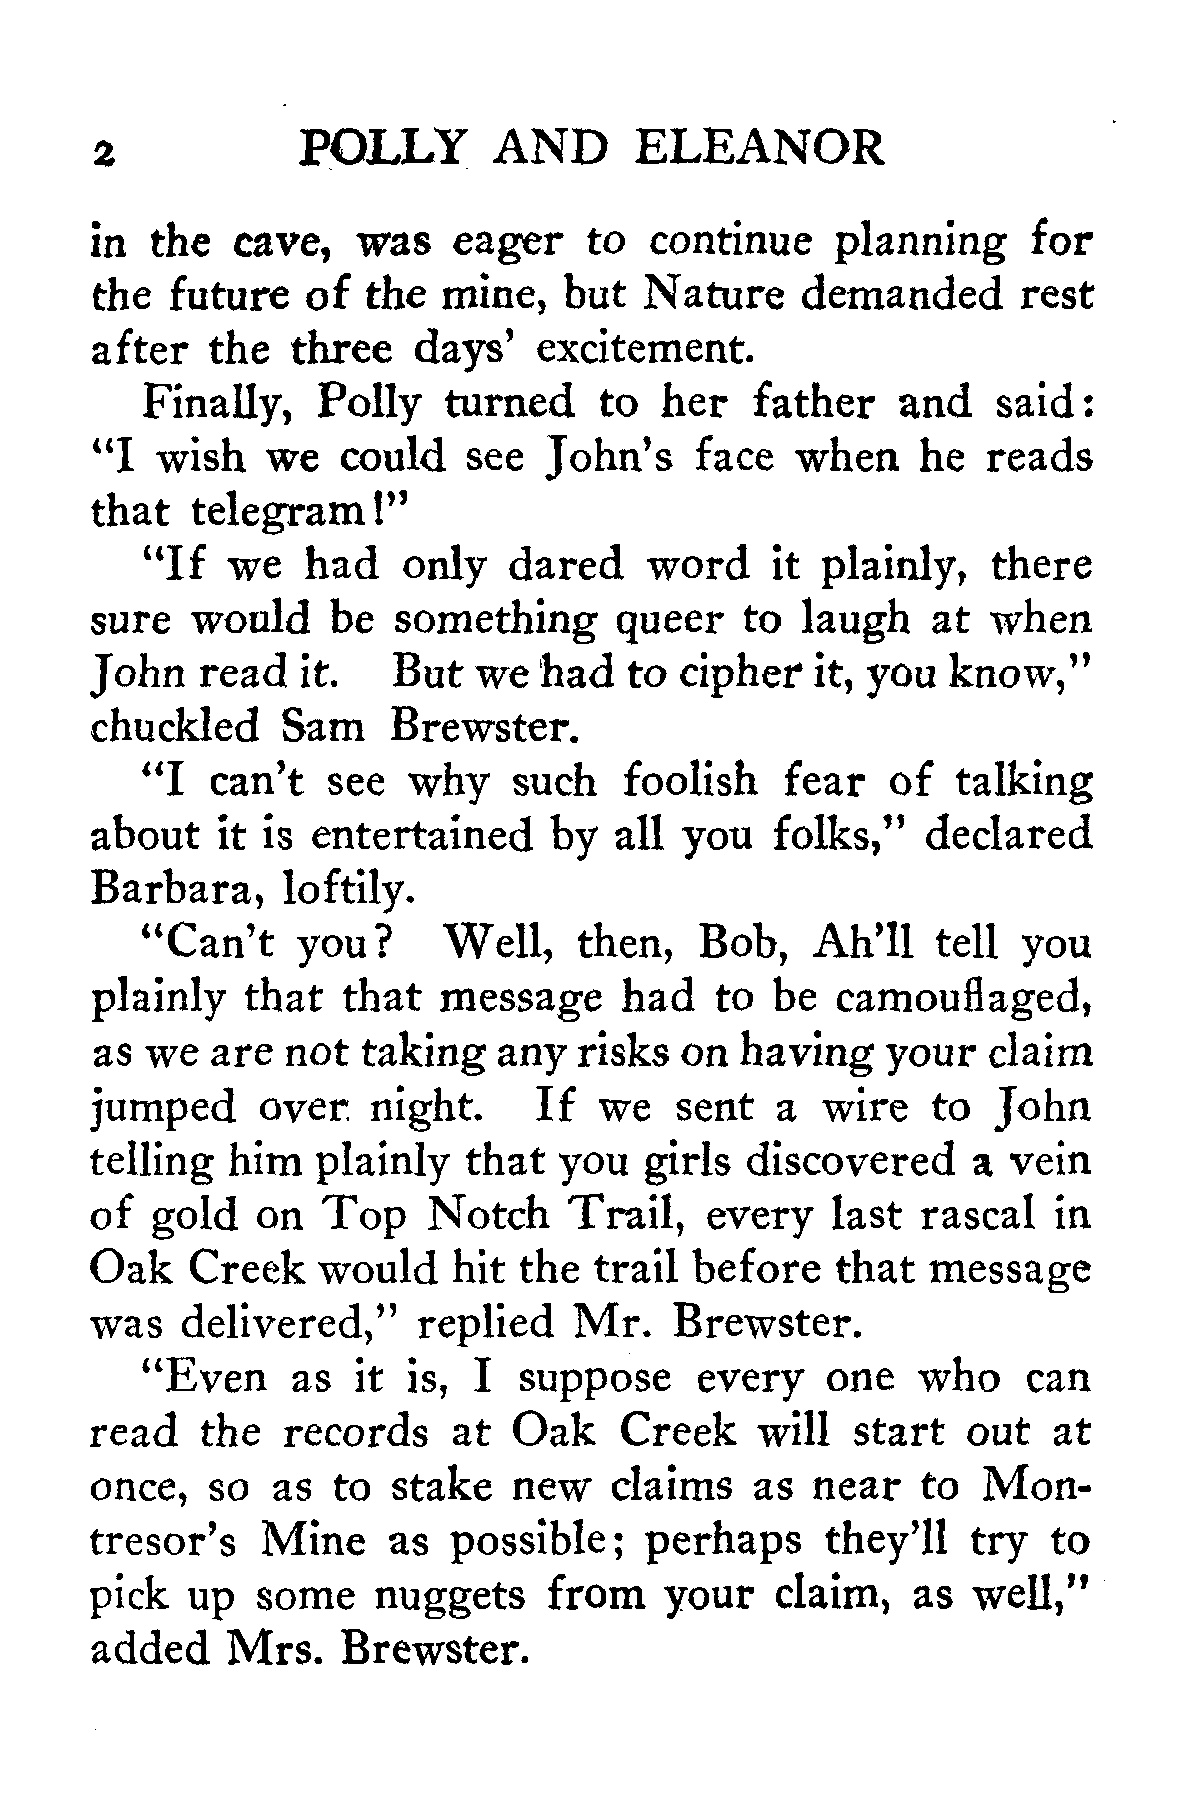 2 POLLY AND ELEANOR
in the cave, was eager to continue planning for
the future of the mine, but Nature demanded rest
after the three days' excitement.
Finally, Polly turned to her father and said:
"I wish we could see John's face when he reads
that telegram!"
"If we had only dared word it plainly, there
sure would be something queer to laugh at when
John read it. But we had to cipher it, you know,"
chuckled Sam Brewster.
"I can't see why such foolish fear of talking
about it is entertained by all you folks," declared
Barbara, loftily.
"Can't you? Well, then, Bob, Ah'll tell you
plainly that that message had to be camouflaged,
as we are not taking any risks on having your claim
jumped over night. If we sent a wire to John
telling him plainly that you girls discovered a vein
of gold on Top Notch Trail, every last rascal in
Oak Creek would hit the trail before that message
was delivered," replied Mr. Brewster.
"Even as it is, I suppose every one who can
read the records at Oak Creek will start out at
once, so as to stake new claims as near to Mon-
tresor's Mine as possible; perhaps they'll try to
pick up some nuggets from your claim, as well,"
added Mrs. Brewster.